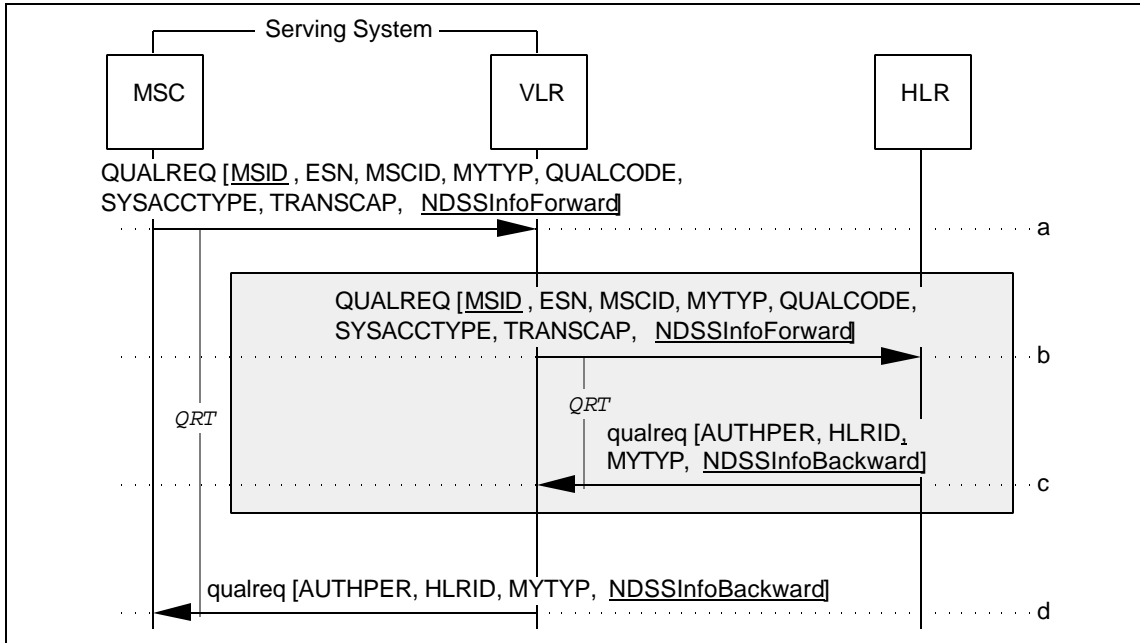 Serving System
MSC
VLR
HLR
QUALREQ [MSID , ESN, MSCID, MYTYP, QUALCODE,
SYSACCTYPE, TRANSCAP, NDSSInfoForward]
a
QUALREQ [MSID , ESN, MSCID, MYTYP, QUALCODE,
SYSACCTYPE, TRANSCAP, NDSSInfoForward]
b
QRT
QRT
qualreq [AUTHPER, HLRID,
MYTYP, NDSSInfoBackward]
c
qualreq [AUTHPER, HLRID, MYTYP, NDSSInfoBackward]
d